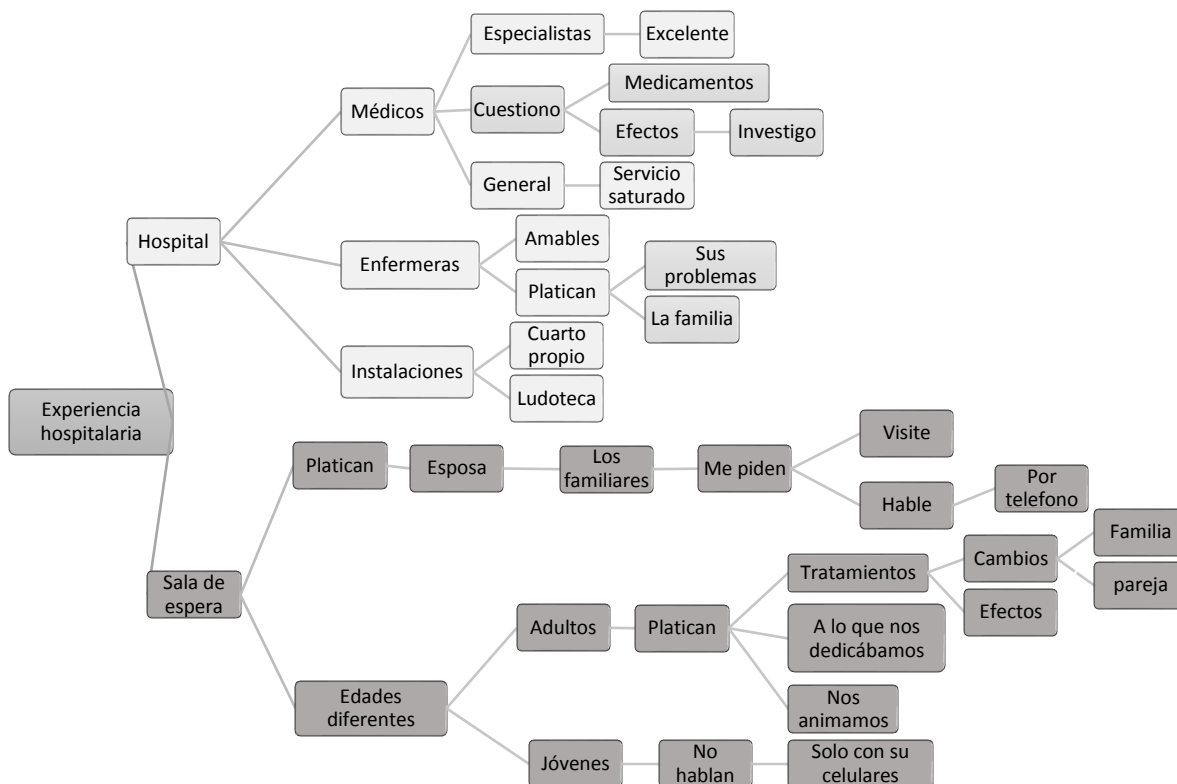 Especialistas
Excelente
Médicos
Cuestiono
Medicamentos
Efectos
Investigo
General
Servicio
saturado
Hospital
Enfermeras
Amables
Platican
Sus
problemas
La familia
Instalaciones
Cuarto
propio
Ludoteca
Experiencia
hospitalaria
Sala de
espera
Platican
Esposa
Los
familiares
Me piden
Visite
Hable
Por
telefono
Edades
diferentes
Adultos
Platican
Tratamientos
Cambios
Familia
pareja
Efectos
A lo que nos
dedicábamos
Nos
animamos
Jóvenes
No
hablan
Solo con su
celulares